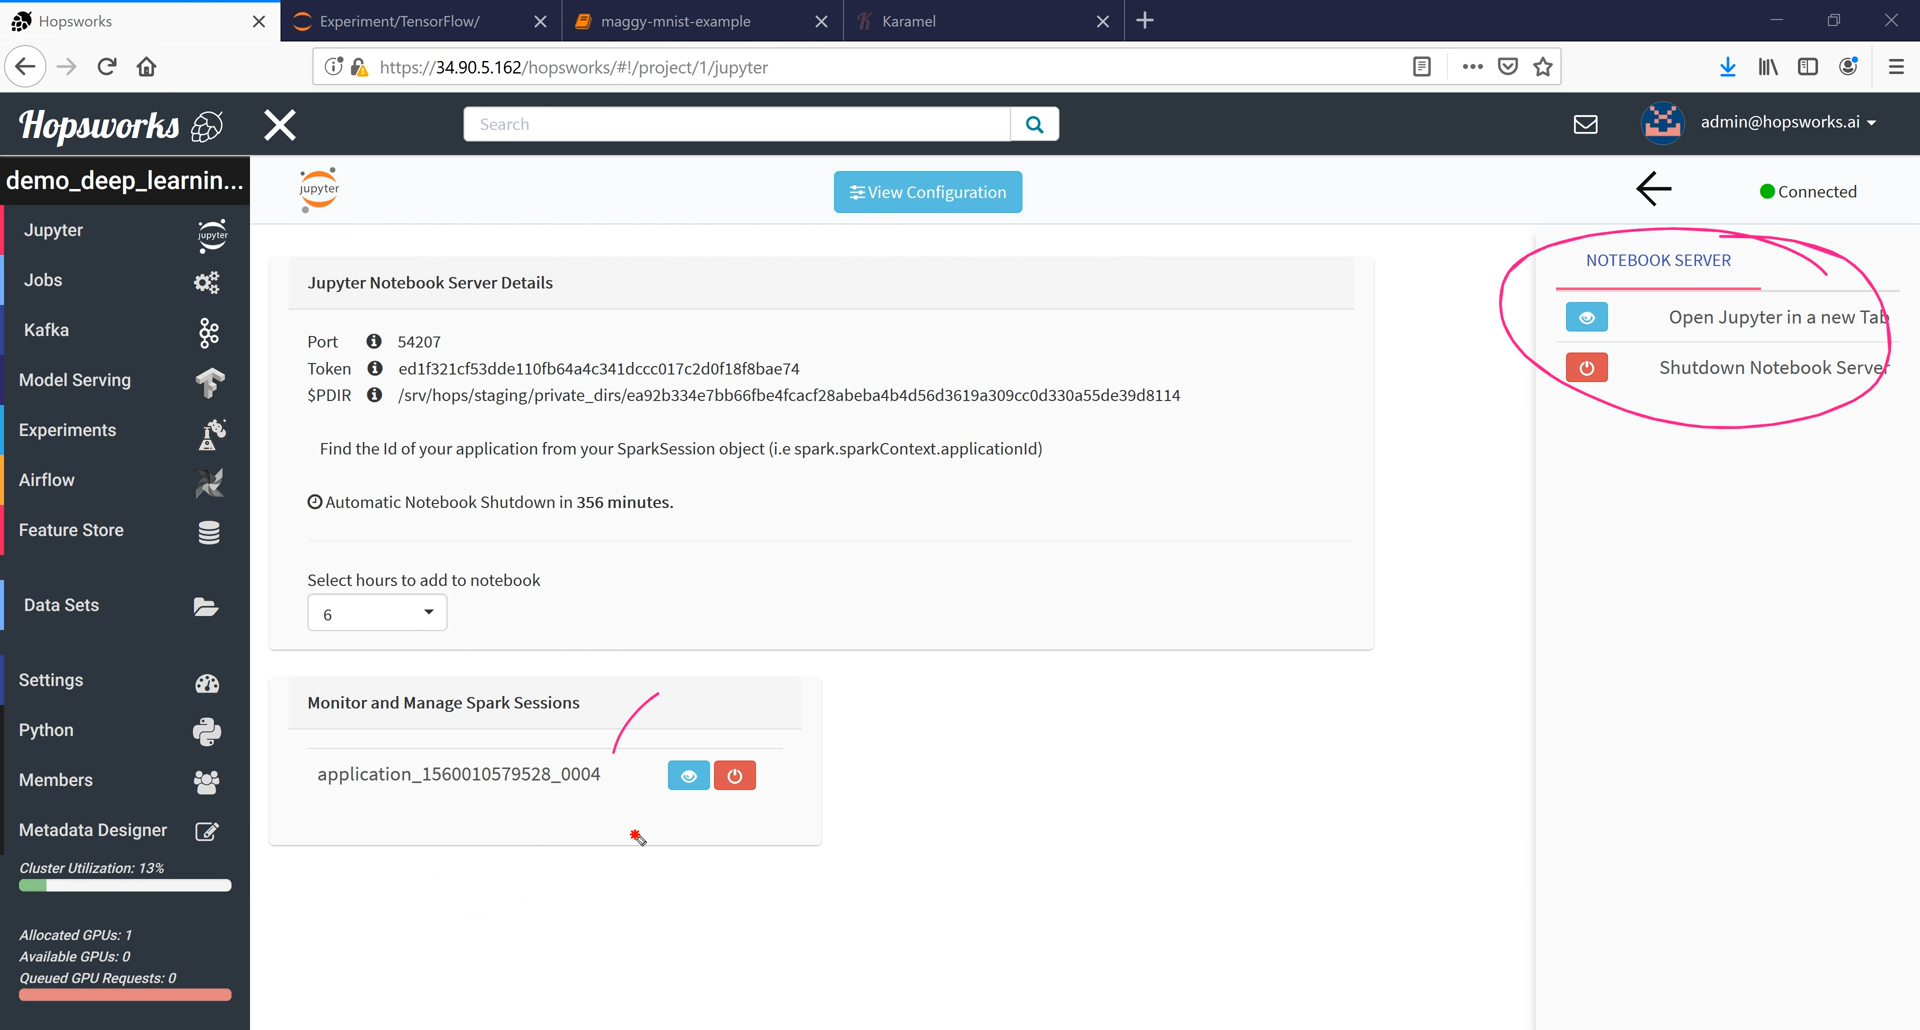 Hopsworks
Experiment/TensorFlow/
maggy-mnist-example
Karamel
https://34.90.5.162/hopsworks/#!/project/1/jupyter
Hopsworks
Search
admin@hopsworks.ai
demo_deep_learnin...
jupyter
View Configuration
Connected
Jupyter
jupyter
Jobs
Kafka
Model Serving
Experiments
Airflow
Feature Store
Data Sets
Settings
Python
Members
Metadata Designer
Cluster Utilization: 13%
Allocated GPUs: 1
Available GPUs: 0
Queued GPU Requests: 0
Jupyter Notebook Server Details
Port 54207
Token ed1f321cf53dde110fb64a4c341dccc017c2d0f18f8bae74
$PDIR /srv/hops/staging/private_dirs/ea92b334e7bb66fbe4fcacf28abeba4b4d56d3619a309cc0d330a55de39d8114
Find the Id of your application from your SparkSession object (i.e spark.sparkContext.applicationId)
Automatic Notebook Shutdown in 356 minutes.
Select hours to add to notebook
6
Monitor and Manage Spark Sessions
application_1560010579528_0004
NOTEBOOK SERVER
Open Jupyter in a new Tab
Shutdown Notebook Server